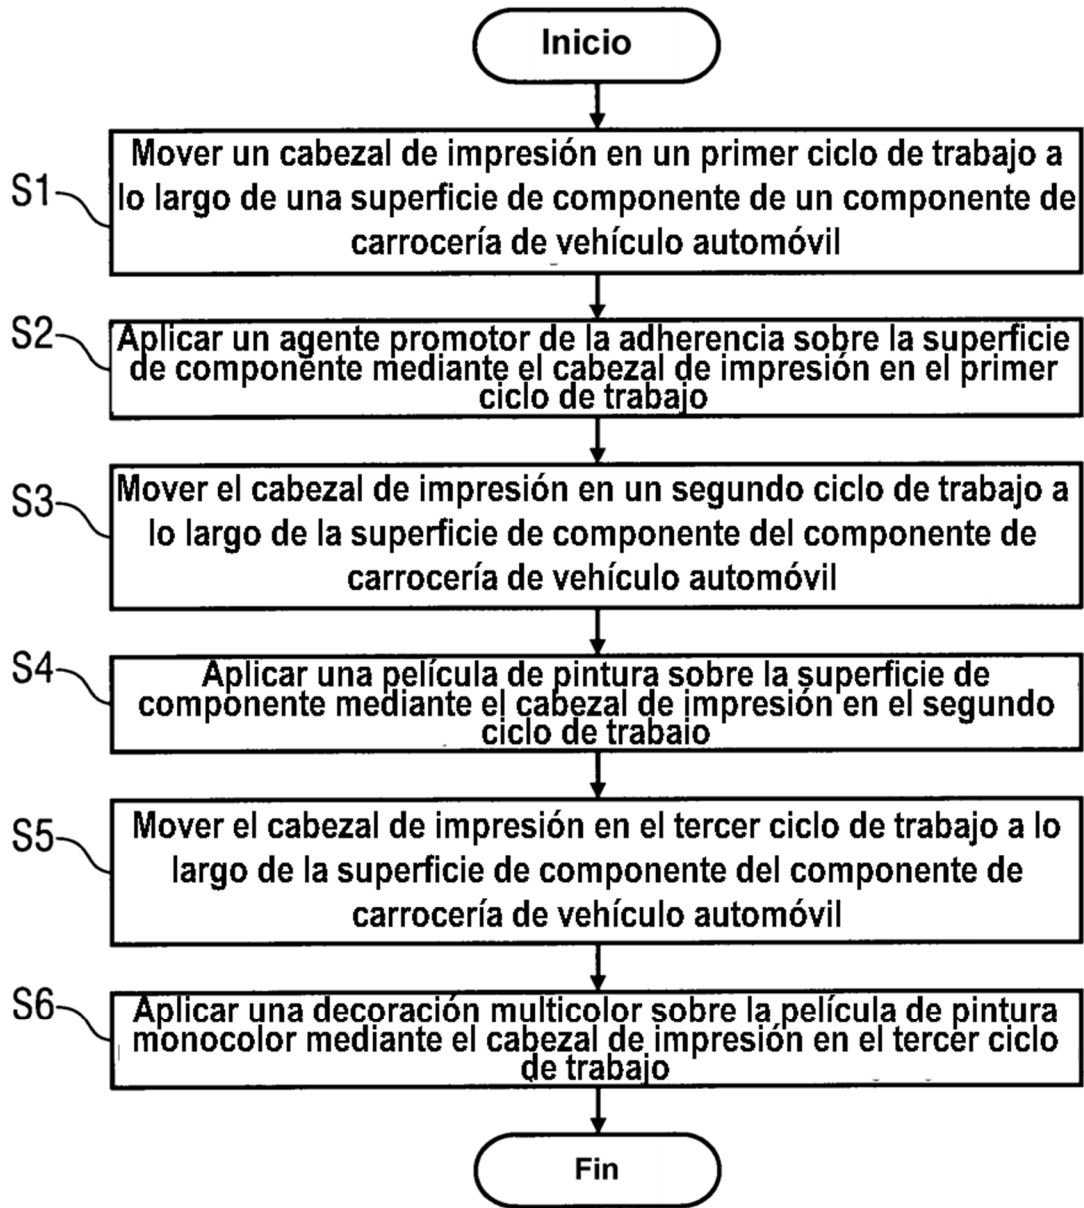 Inicio
S1
Mover un cabezal de impresión en un primer ciclo de trabajo a
lo largo de una superficie de componente de un componente de
carrocería de vehículo automóvil
S2
Aplicar un agente promotor de la adherencia sobre la superficie
de componente mediante el cabezal de impresión en el primer
ciclo de trabajo
S3
Mover el cabezal de impresión en un segundo ciclo de trabajo a
lo largo de la superficie de componente del componente de
carrocería de vehículo automóvil
S4
Aplicar una película de pintura sobre la superficie de
componente mediante el cabezal de impresión en el segundo
ciclo de trabaio
S5
Mover el cabezal de impresión en el tercer ciclo de trabajo a lo
largo de la superficie de componente del componente de
carrocería de vehículo automóvil
S6
Aplicar una decoración multicolor sobre la película de pintura
monocolor mediante el cabezal de impresión en el tercer ciclo
de trabajo
Fin